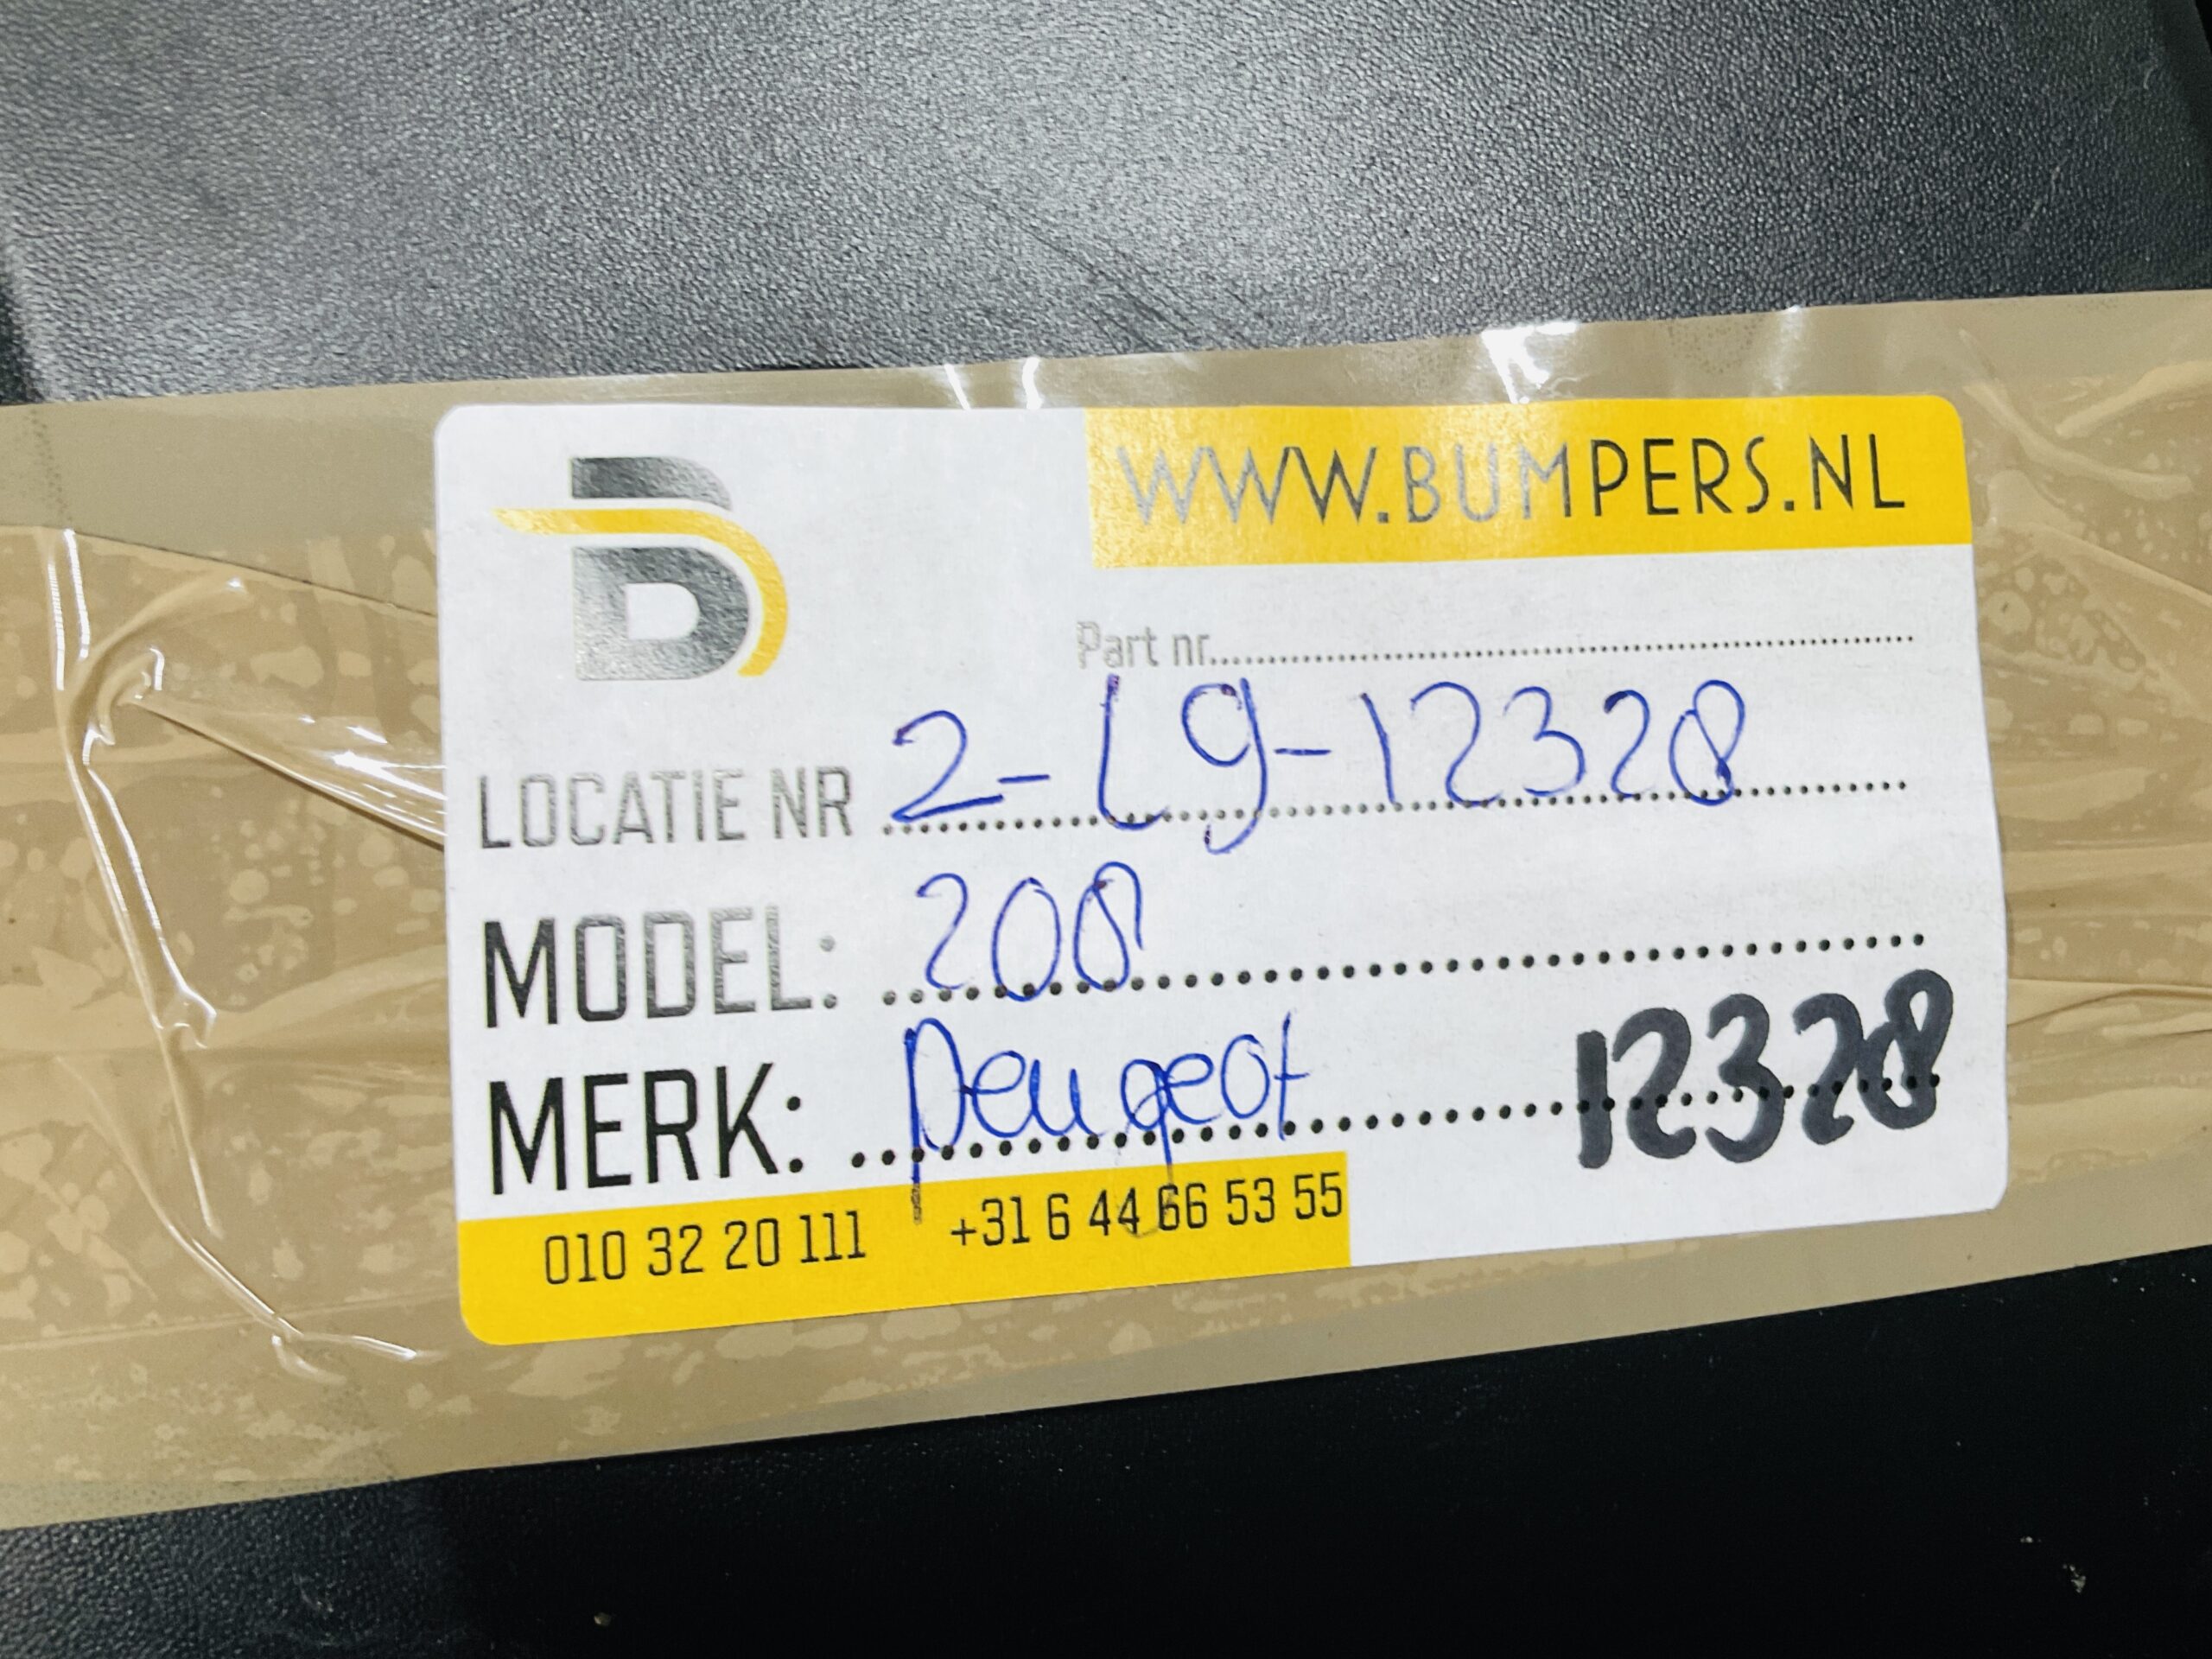 B
WWW.BUMPERS.NL
Part nr.
LOCATIE NR 2-L9-12328
MODEL: 208
MERK: Peugeot
12328
010 32 20 111 +31 6 44 66 53 55